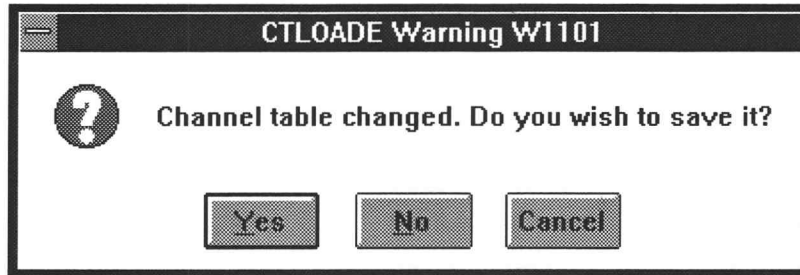 CTLOADE Warning W1101
Channel table changed. Do you wish to save it?
Yes
No
Cancel